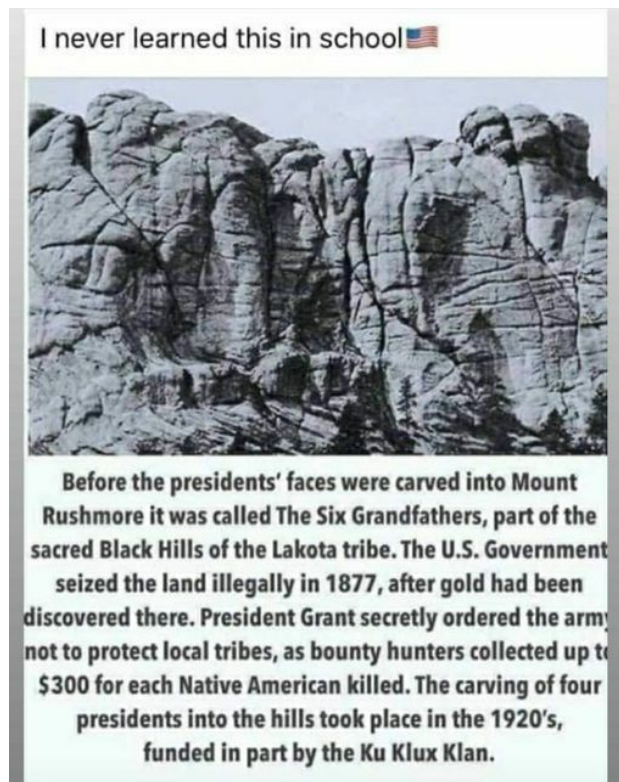 I never learned this in school🇺🇸
Before the presidents' faces were carved into Mount
Rushmore it was called The Six Grandfathers, part of the
sacred Black Hills of the Lakota tribe. The U.S. Government
seized the land illegally in 1877, after gold had been
discovered there. President Grant secretly ordered the army
not to protect local tribes, as bounty hunters collected up to
$300 for each Native American killed. The carving of four
presidents into the hills took place in the 1920's,
funded in part by the Ku Klux Klan.